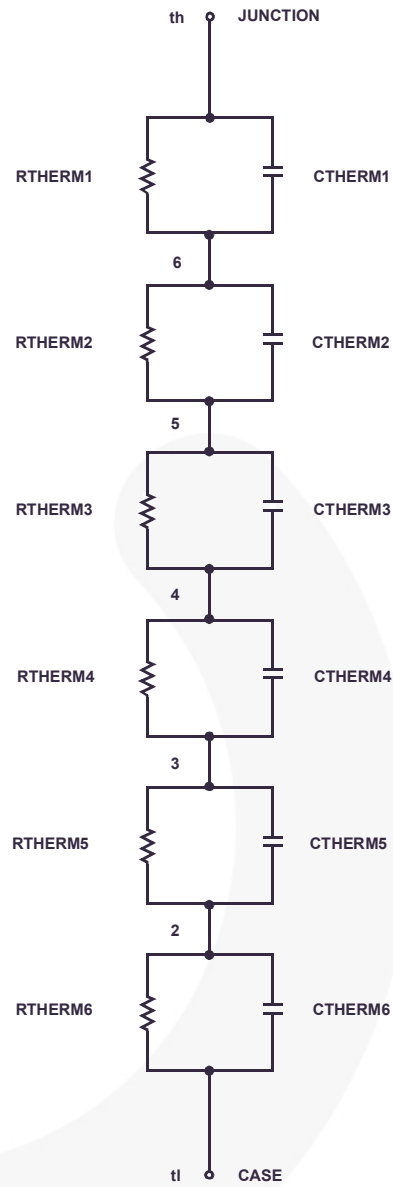 th JUNCTION
RTHERM1 CTHERM1
6
RTHERM2 CTHERM2
5
RTHERM3 CTHERM3
4
RTHERM4 CTHERM4
3
RTHERM5 CTHERM5
2
RTHERM6 CTHERM6
tl CASE